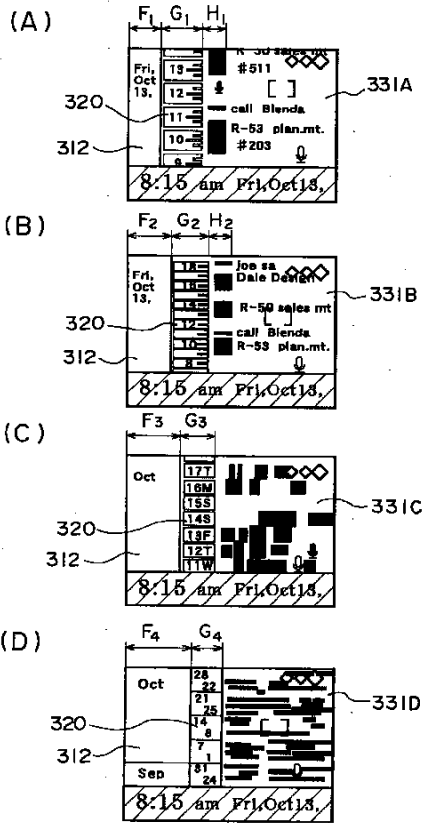 (A)
F1 G1 H1
R-50 sales mt
#511
Fri,
Oct
13,
13
12
11
10
9
call Blenda
R-53 plan.mt.
#203
320
312
331A
8:15 am Fri,Oct13,
(B)
F2 G2 H2
joe sa
Dale Design
Fri,
Oct
13,
18
16
14
12
10
8
R-50 sales mt
call Blenda
R-53 plan.mt.
320
312
331B
8:15 am Fri,Oct13,
(C)
F3 G3
Oct
17T
16M
15S
14S
13F
12T
11W
320
312
331C
8:15 am Fri,Oct13,
(D)
F4 G4
Oct
28
22
21
25
14
8
7
1
Sep
31
24
320
312
331D
8:15 am Fri,Oct13,